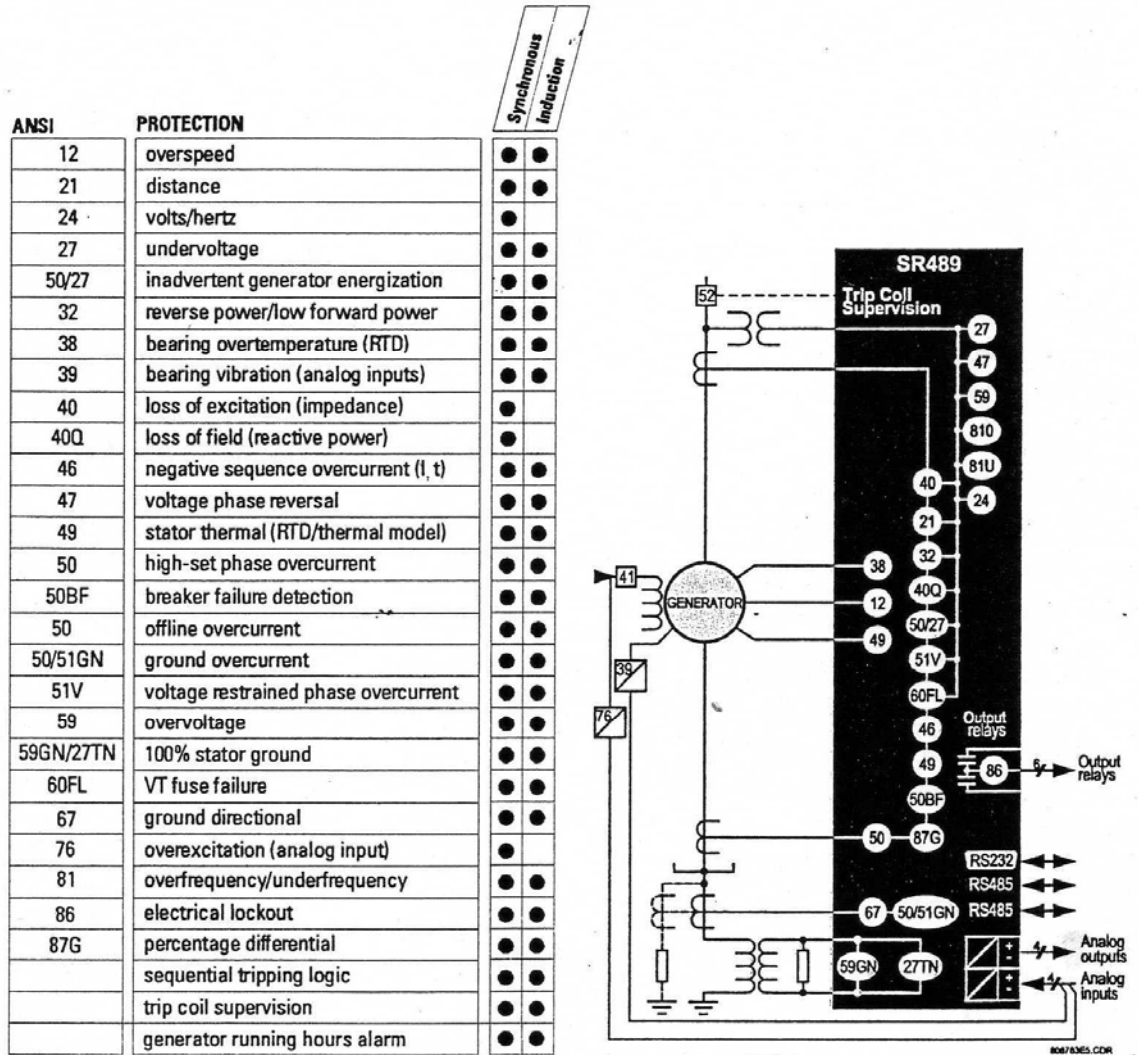 Synchronous
Induction
ANSI PROTECTION
12 overspeed
21 distance
24 volts/hertz
27 undervoltage
50/27 inadvertent generator energization
32 reverse power/low forward power
38 bearing overtemperature (RTD)
39 bearing vibration (analog inputs)
40 loss of excitation (impedance)
40Q loss of field (reactive power)
46 negative sequence overcurrent (I, t)
47 voltage phase reversal
49 stator thermal (RTD/thermal model)
50 high-set phase overcurrent
50BF breaker failure detection
50 offline overcurrent
50/51GN ground overcurrent
51V voltage restrained phase overcurrent
59 overvoltage
59GN/27TN 100% stator ground
60FL VT fuse failure
67 ground directional
76 overexcitation (analog input)
81 overfrequency/underfrequency
86 electrical lockout
87G percentage differential
sequential tripping logic
trip coil supervision
generator running hours alarm
SR489
52
Trip Coil
Supervision
27
47
59
81O
81U
24
40
21
32
40Q
50/27
51V
60FL
46
49
50BF
87G
50
38
12
49
41
GENERATOR
39
76
Output
relays
86
6
Output
relays
RS232
RS485
RS485
67
50/51GN
59GN
27TN
+
-
4
Analog
outputs
+
-
4
Analog
inputs
808783E5.CDR